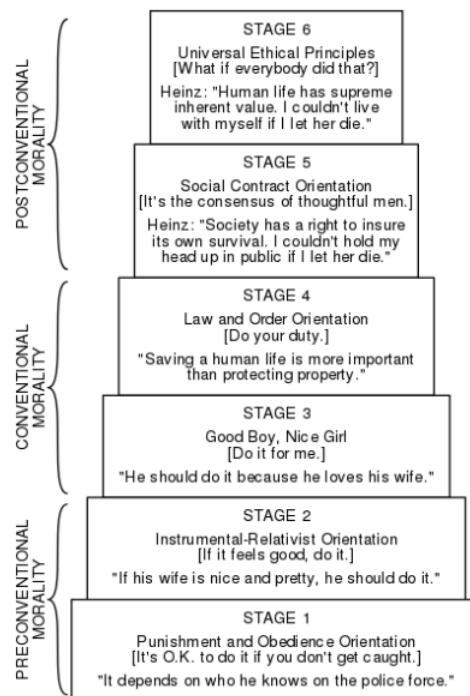 POSTCONVENTIONAL
MORALITY
STAGE 6
Universal Ethical Principles
[What if everybody did that?]
Heinz: "Human life has supreme
inherent value. I couldn't live
with myself if I let her die."
STAGE 5
Social Contract Orientation
[It's the consensus of thoughtful men.]
Heinz: "Society has a right to insure
its own survival. I couldn't hold my
head up in public if I let her die."
CONVENTIONAL
MORALITY
STAGE 4
Law and Order Orientation
[Do your duty.]
"Saving a human life is more important
than protecting property."
STAGE 3
Good Boy, Nice Girl
[Do it for me.]
"He should do it because he loves his wife."
PRECONVENTIONAL
MORALITY
STAGE 2
Instrumental-Relativist Orientation
[If it feels good, do it.]
"If his wife is nice and pretty, he should do it."
STAGE 1
Punishment and Obedience Orientation
[It's O.K. to do it if you don't get caught.]
"It depends on who he knows on the police force."